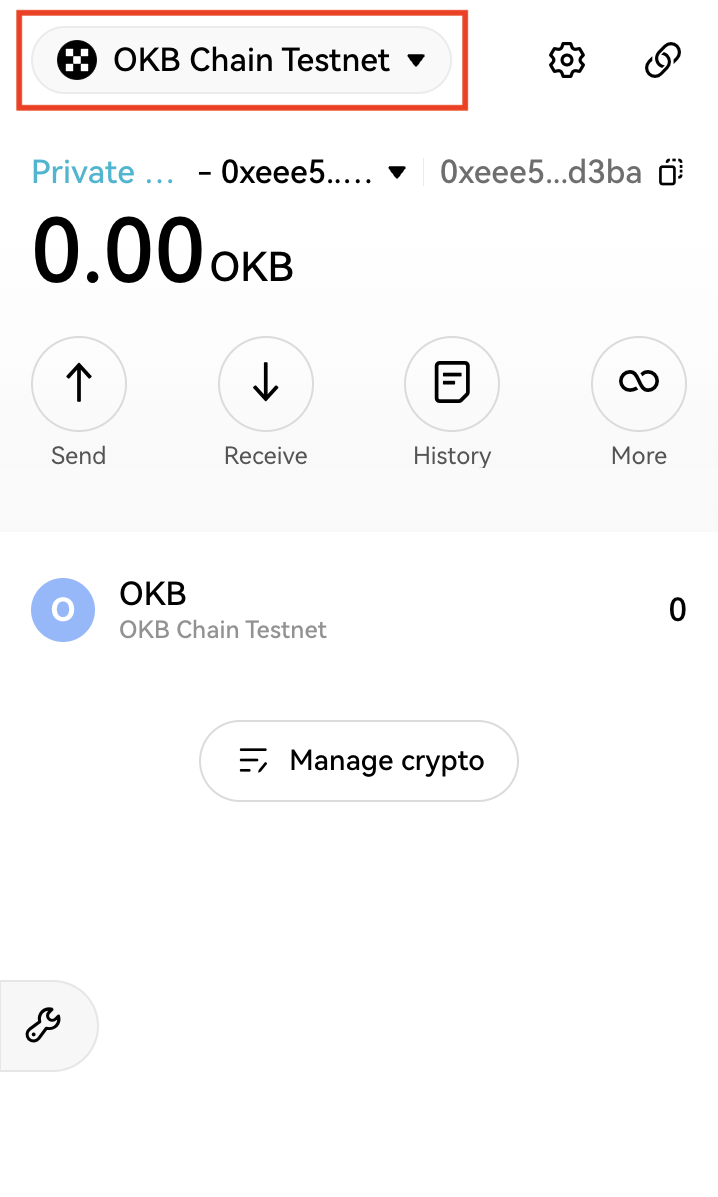 OKB Chain Testnet
Private ... - 0xeee5..... 0xeee5...d3ba
0.00 OKB
Send Receive History More
O OKB 0
OKB Chain Testnet
Manage crypto